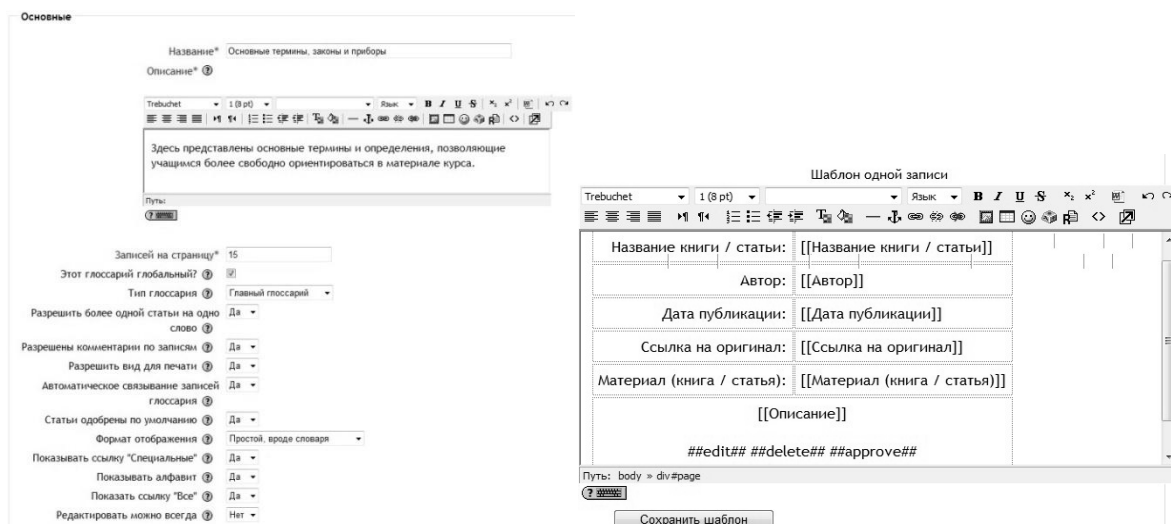 Основные
Название* Основные термины, законы и приборы
Описание*
Trebuchet 1 (8 pt) Язык B I U S
Здесь представлены основные термины и определения, позволяющие
учащимся более свободно ориентироваться в материале курса.
Путь:
Записей на страницу* 15
Этот глоссарий глобальный?
Тип глоссария Главный глоссарий
Разрешить более одной статьи на одно Да
слово
Разрешены комментарии по записям Да
Разрешить вид для печати Да
Автоматическое связывание записей Да
глоссария
Статьи одобрены по умолчанию Да
Формат отображения Простой, вроде словаря
Показывать ссылку "Специальные" Да
Показывать алфавит Да
Показать ссылку "Все" Да
Редактировать можно всегда Нет
Шаблон одной записи
Trebuchet 1 (8 pt) Язык B I U S
Название книги / статьи: [[Название книги / статьи]]
Автор: [[Автор]]
Дата публикации: [[Дата публикации]]
Ссылка на оригинал: [[Ссылка на оригинал]]
Материал (книга / статья): [[Материал (книга / статья)]]
[[Описание]]
##edit## ##delete## ##approve##
Путь: body » div#page
Сохранить шаблон